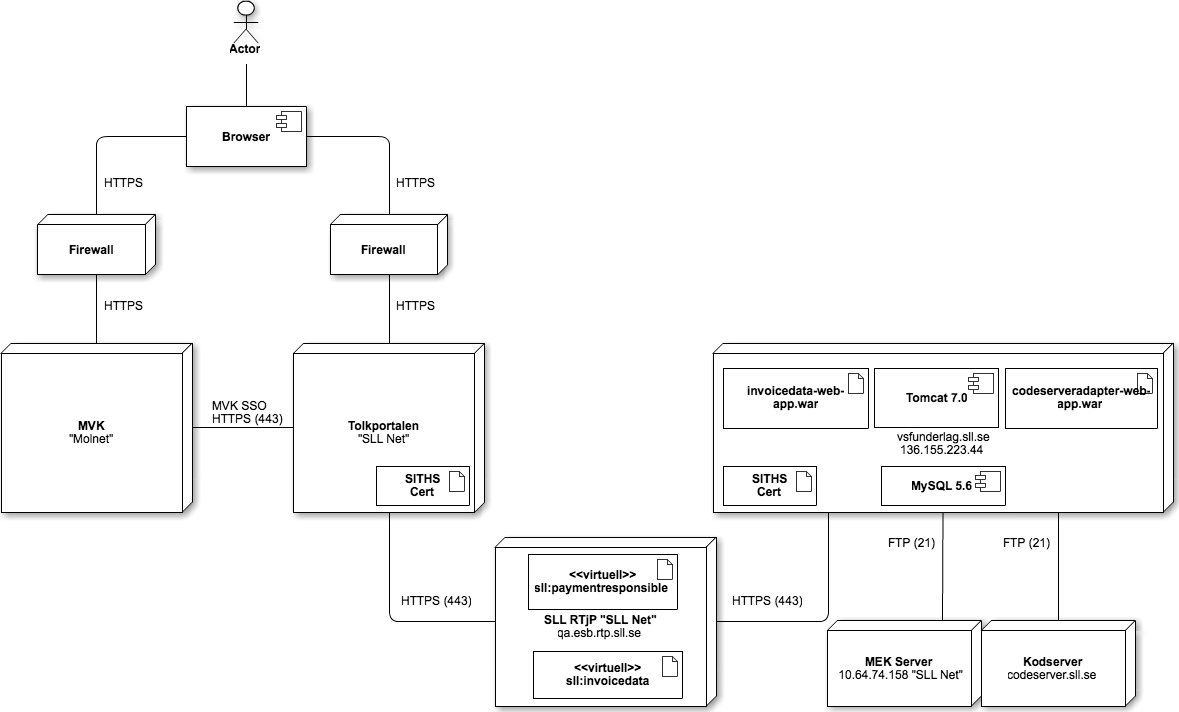 Actor
Browser
HTTPS
HTTPS
Firewall
Firewall
HTTPS
HTTPS
MVK
"Molnet"
MVK SSO
HTTPS (443)
Tolkportalen
"SLL Net"
SITHS
Cert
invoicedata-web-
app.war
Tomcat 7.0
codeserveradapter-web-
app.war
vsfunderlag.sll.se
136.155.223.44
SITHS
Cert
MySQL 5.6
HTTPS (443)
<<virtuell>>
sll:paymentresponsible
SLL RTjP "SLL Net"
qa.esb.rtp.sll.se
<<virtuell>>
sll:invoicedata
HTTPS (443)
FTP (21)
FTP (21)
MEK Server
10.64.74.158 "SLL Net"
Kodserver
codeserver.sll.se